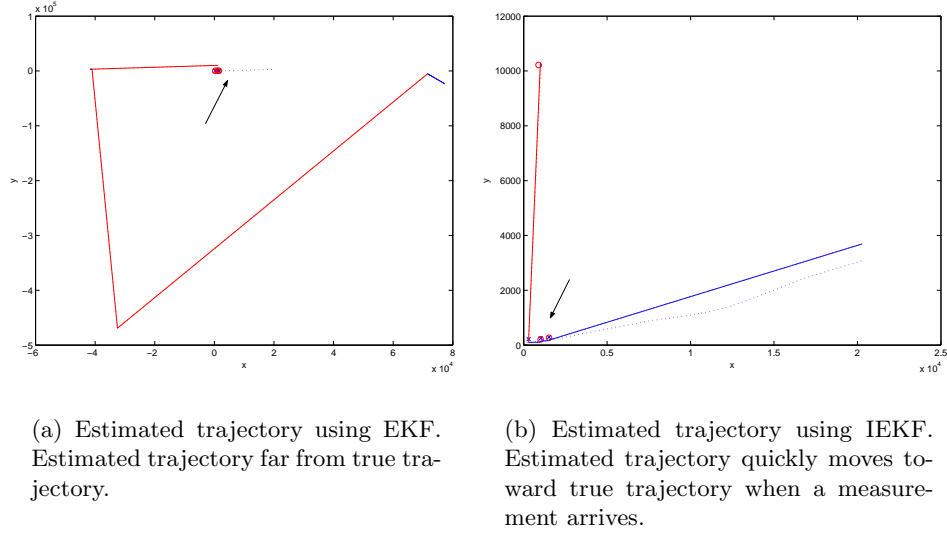 x 10^5
1
0
−1
−2
−3
−4
−5
y
−6 −4 −2 0 2 4 6 8
x
x 10^4
12000
10000
8000
6000
4000
2000
0
y
0 0.5 1 1.5 2 2.5
x
x 10^4
(a) Estimated trajectory using EKF.
Estimated trajectory far from true tra-
jectory.
(b) Estimated trajectory using IEKF.
Estimated trajectory quickly moves to-
ward true trajectory when a measure-
ment arrives.